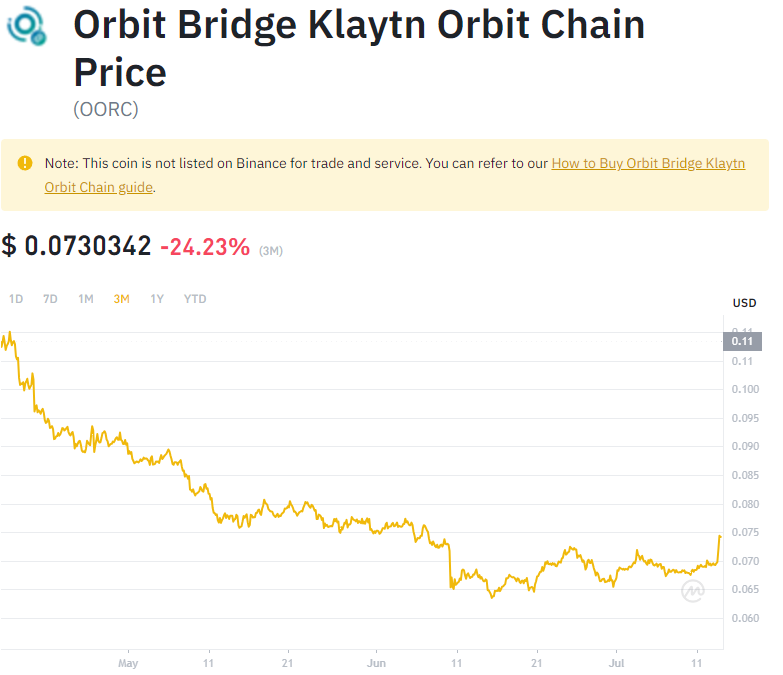 Orbit Bridge Klaytn Orbit Chain
Price
(OORC)
Note: This coin is not listed on Binance for trade and service. You can refer to our How to Buy Orbit Bridge Klaytn
Orbit Chain guide.
$ 0.0730342 -24.23% (3M)
1D 7D 1M 3M 1Y YTD
USD
0.11
0.11
0.11
0.100
0.095
0.090
0.085
0.080
0.075
0.070
0.065
0.060
May 11 21 Jun 11 21 Jul 11